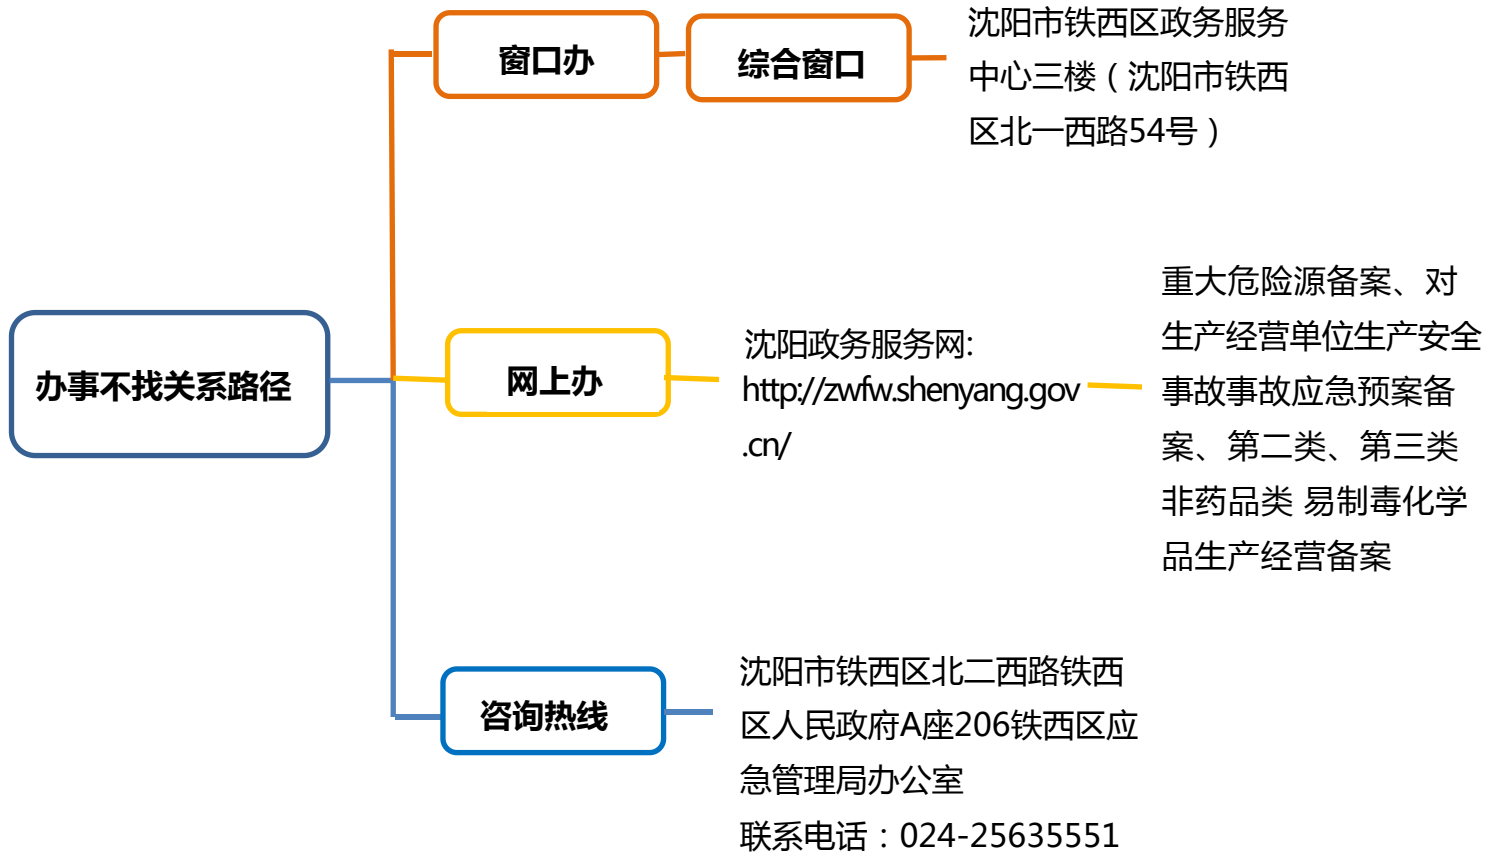 办事不找关系路径
窗口办
综合窗口
沈阳市铁西区政务服务
中心三楼（沈阳市铁西
区北一西路54号）
网上办
沈阳政务服务网:
http://zwfw.shenyang.gov
.cn/
重大危险源备案、对
生产经营单位生产安全
事故事故应急预案备
案、第二类、第三类
非药品类 易制毒化学
品生产经营备案
咨询热线
沈阳市铁西区北二西路铁西
区人民政府A座206铁西区应
急管理局办公室
联系电话：024-25635551